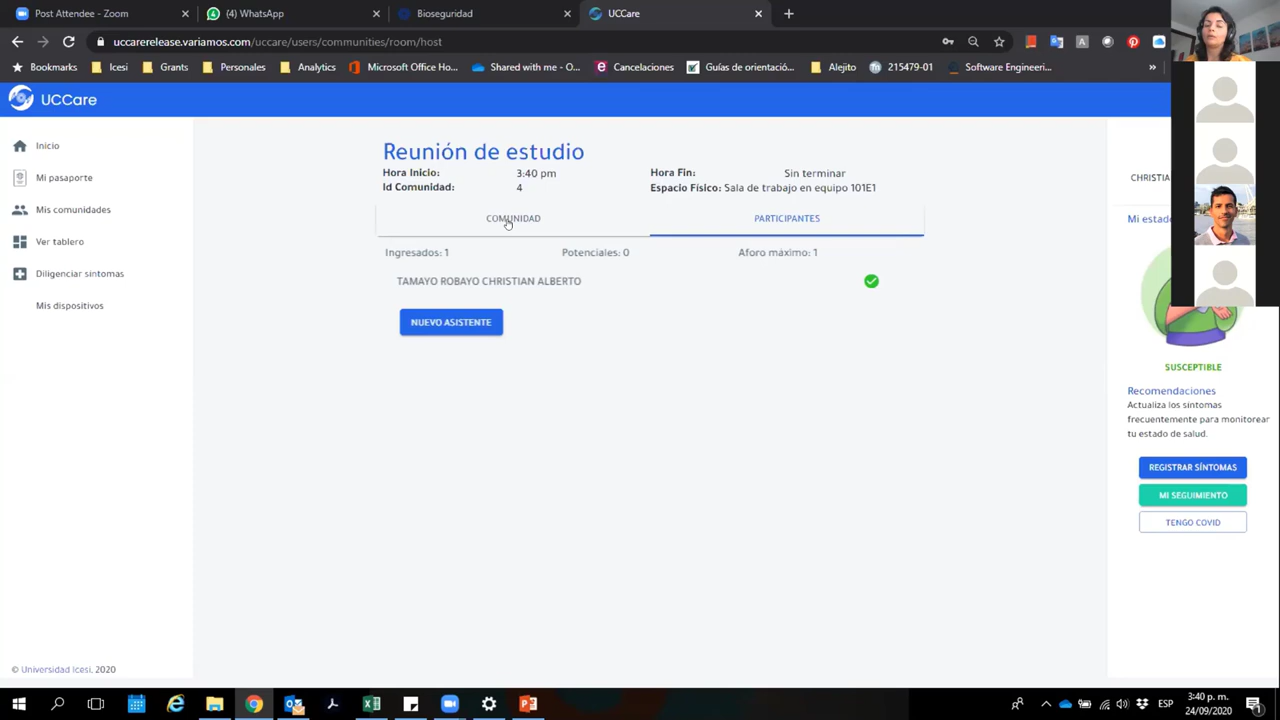 Post Attendee - Zoom
(4) WhatsApp
Bioseguridad
UCCare
uccarerelease.variamos.com/uccare/users/communities/room/host
Bookmarks
Icesi
Grants
Personales
Analytics
Microsoft Office Ho...
Shared with me - O...
Cancelaciones
Guías de orientació...
Alejito
215479-01
Software Engineeri...
»
UCCare
Inicio
Mi pasaporte
Mis comunidades
Ver tablero
Diligenciar síntomas
Mis dispositivos
© Universidad Icesi, 2020
Reunión de estudio
Hora Inicio: 3:40 pm
Hora Fin: Sin terminar
Id Comunidad: 4
Espacio Físico: Sala de trabajo en equipo 101E1
COMUNIDAD
PARTICIPANTES
Ingresados: 1
Potenciales: 0
Aforo máximo: 1
TAMAYO ROBAYO CHRISTIAN ALBERTO
NUEVO ASISTENTE
CHRISTIA
Mi estad
SUSCEPTIBLE
Recomendaciones
Actualiza los síntomas
frecuentemente para monitorear
tu estado de salud.
REGISTRAR SÍNTOMAS
MI SEGUIMIENTO
TENGO COVID
ESP
3:40 p. m.
24/09/2020